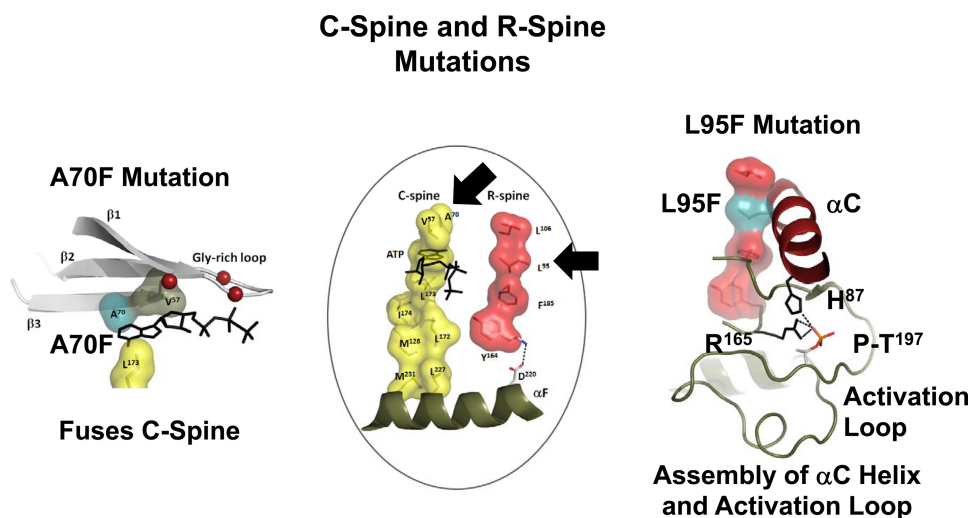 C-Spine and R-Spine
Mutations
A70F Mutation
β1
β2
Gly-rich loop
β3
A⁷⁰
V⁵⁷
A70F
L¹⁷³
Fuses C-Spine
C-spine
R-spine
V⁵⁷
A⁷⁰
ATP
L¹⁷³
I¹⁷⁴
M¹²⁸
L¹⁷²
M²³¹
L²²⁷
L¹⁰⁶
L⁹⁵
F¹⁸⁵
Y¹⁶⁴
D²²⁰
αF
L95F Mutation
L95F
αC
H⁸⁷
R¹⁶⁵
P-T¹⁹⁷
Activation
Loop
Assembly of αC Helix
and Activation Loop